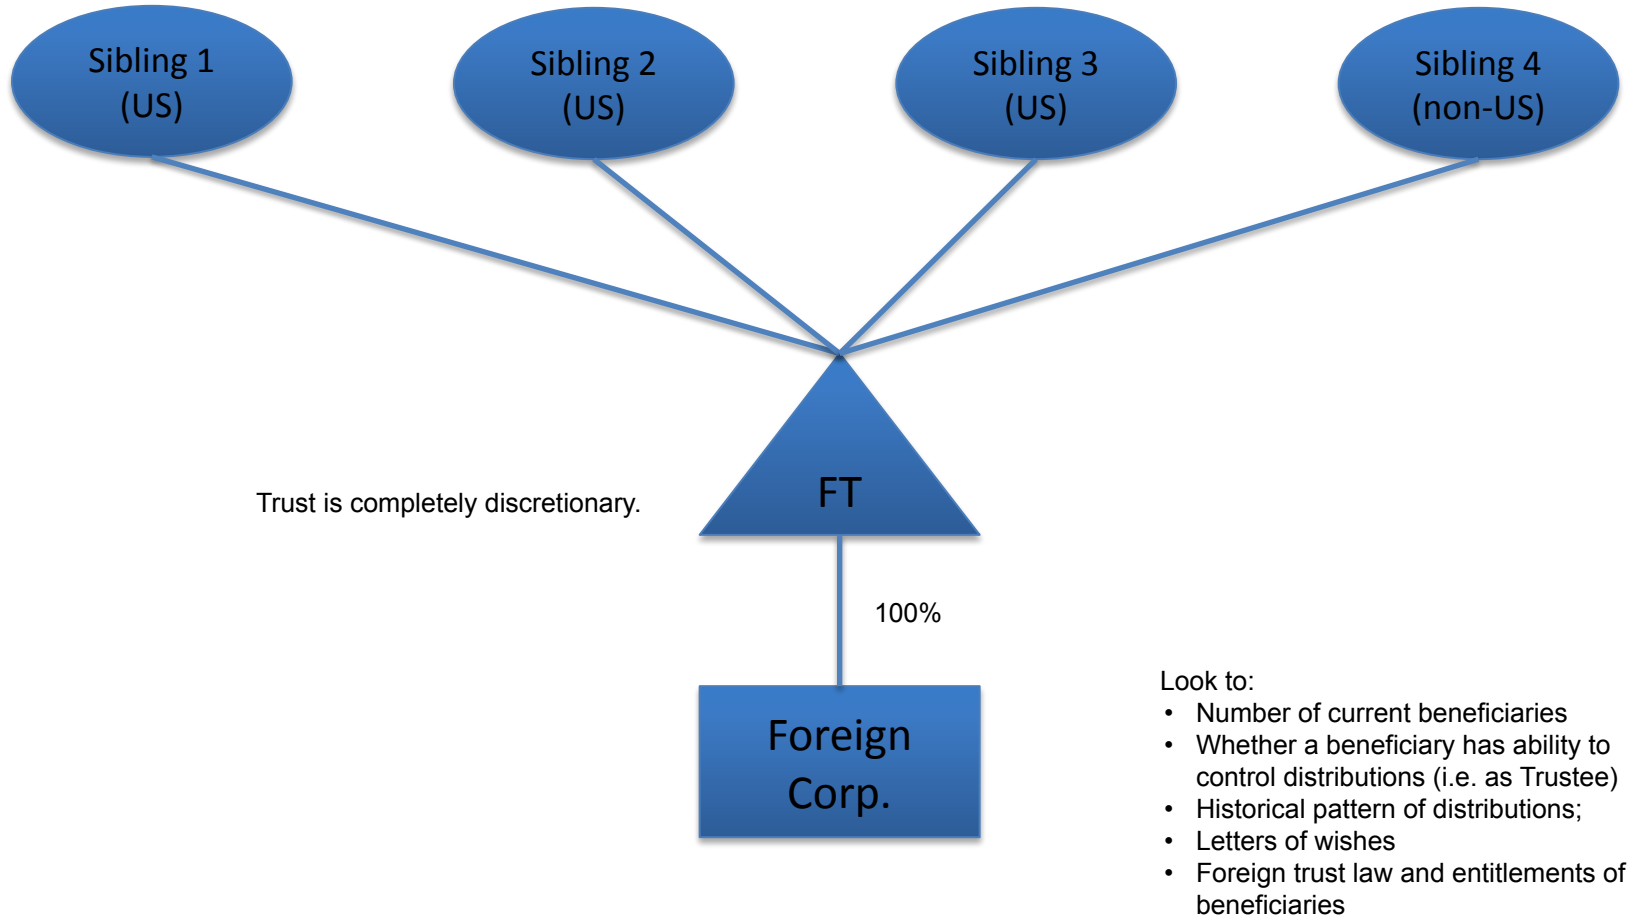 Sibling 1
(US)
Sibling 2
(US)
Sibling 3
(US)
Sibling 4
(non-US)
FT
Trust is completely discretionary.
100%
Foreign
Corp.
Look to:
• Number of current beneficiaries
• Whether a beneficiary has ability to
control distributions (i.e. as Trustee)
• Historical pattern of distributions;
• Letters of wishes
• Foreign trust law and entitlements of
beneficiaries